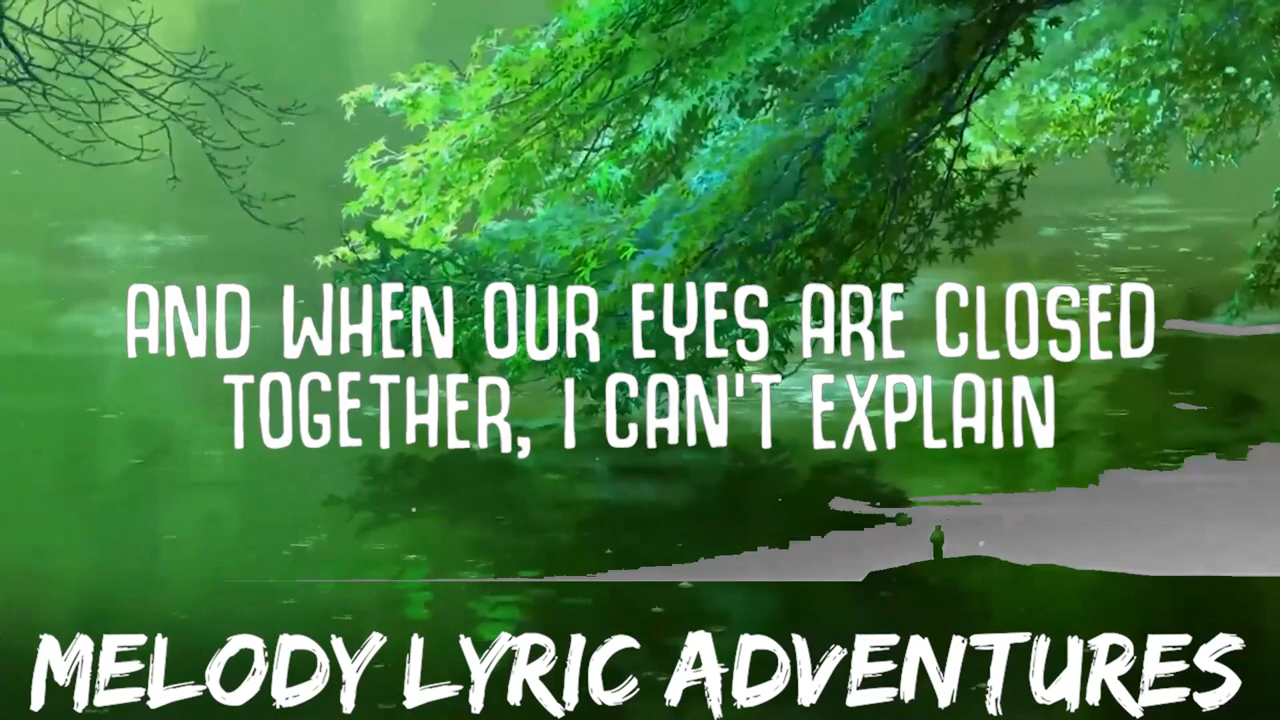 AND WHEN OUR EYES ARE CLOSED
TOGETHER, I CAN'T EXPLAIN
MELODY LYRIC ADVENTURES